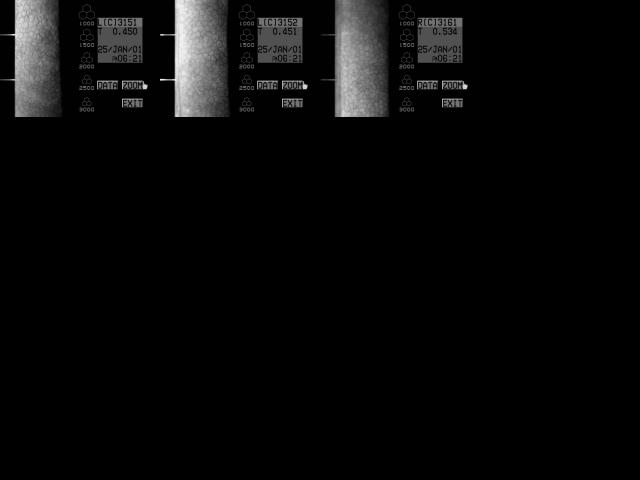 L(C)3151
T 0.450
25/JAN/01
PM06:21
DATA ZOOM
EXIT
1000
1500
2000
2500
3000
L(C)3152
T 0.451
25/JAN/01
PM06:21
DATA ZOOM
EXIT
1000
1500
2000
2500
3000
R(C)3161
T 0.534
25/JAN/01
PM06:21
DATA ZOOM
EXIT
1000
1500
2000
2500
3000